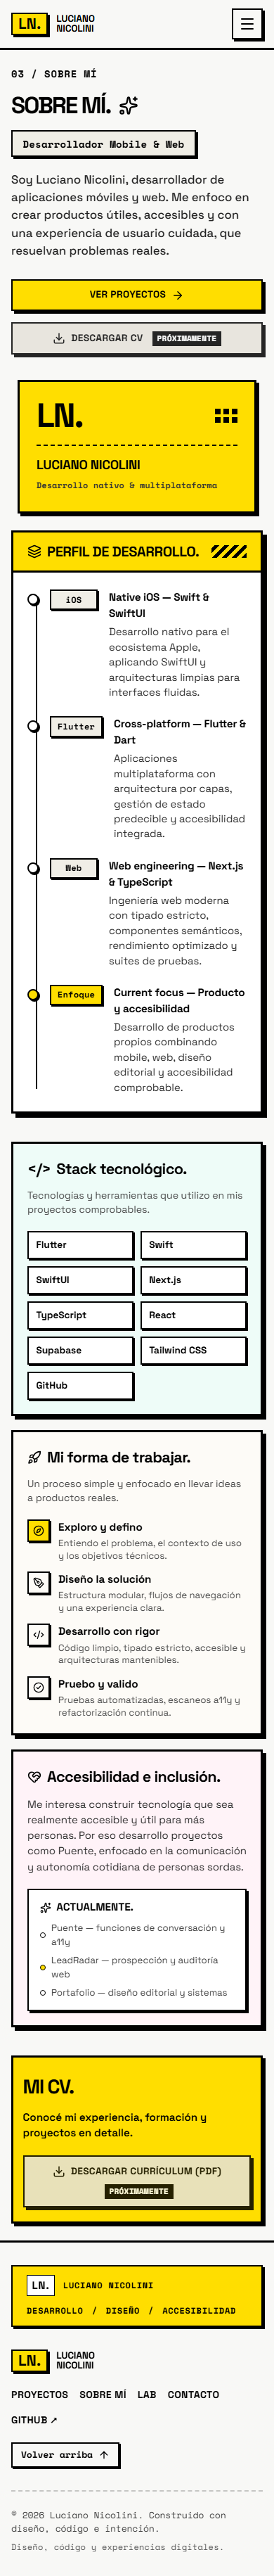 LN. LUCIANO
NICOLINI
03 / SOBRE MÍ
SOBRE MÍ.
Desarrollador Mobile & Web
Soy Luciano Nicolini, desarrollador de
aplicaciones móviles y web. Me enfoco en
crear productos útiles, accesibles y con
una experiencia de usuario cuidada, que
resuelvan problemas reales.
VER PROYECTOS →
DESCARGAR CV PRÓXIMAMENTE
LN.
LUCIANO NICOLINI
Desarrollo nativo & multiplataforma
PERFIL DE DESARROLLO.
iOS
Native iOS — Swift &
SwiftUI
Desarrollo nativo para el
ecosistema Apple,
aplicando SwiftUI y
arquitecturas limpias para
interfaces fluidas.
Flutter
Cross-platform — Flutter &
Dart
Aplicaciones
multiplataforma con
arquitectura por capas,
gestión de estado
predecible y accesibilidad
integrada.
Web
Web engineering — Next.js
& TypeScript
Ingeniería web moderna
con tipado estricto,
componentes semánticos,
rendimiento optimizado y
suites de pruebas.
Enfoque
Current focus — Producto
y accesibilidad
Desarrollo de productos
propios combinando
mobile, web, diseño
editorial y accesibilidad
comprobable.
</> Stack tecnológico.
Tecnologías y herramientas que utilizo en mis
proyectos comprobables.
Flutter
Swift
SwiftUI
Next.js
TypeScript
React
Supabase
Tailwind CSS
GitHub
Mi forma de trabajar.
Un proceso simple y enfocado en llevar ideas
a productos reales.
Exploro y defino
Entiendo el problema, el contexto de uso
y los objetivos técnicos.
Diseño la solución
Estructura modular, flujos de navegación
y una experiencia clara.
Desarrollo con rigor
Código limpio, tipado estricto, accesible y
arquitecturas mantenibles.
Pruebo y valido
Pruebas automatizadas, escaneos a11y y
refactorización continua.
Accesibilidad e inclusión.
Me interesa construir tecnología que sea
realmente accesible y útil para más
personas. Por eso desarrollo proyectos
como Puente, enfocado en la comunicación
y autonomía cotidiana de personas sordas.
ACTUALMENTE.
Puente — funciones de conversación y
a11y
LeadRadar — prospección y auditoría
web
Portafolio — diseño editorial y sistemas
MI CV.
Conocé mi experiencia, formación y
proyectos en detalle.
DESCARGAR CURRÍCULUM (PDF)
PRÓXIMAMENTE
LN. LUCIANO NICOLINI
DESARROLLO / DISEÑO / ACCESIBILIDAD
LN. LUCIANO
NICOLINI
PROYECTOS SOBRE MÍ LAB CONTACTO
GITHUB ↗
Volver arriba ↑
© 2026 Luciano Nicolini. Construido con
diseño, código e intención.
Diseño, código y experiencias digitales.